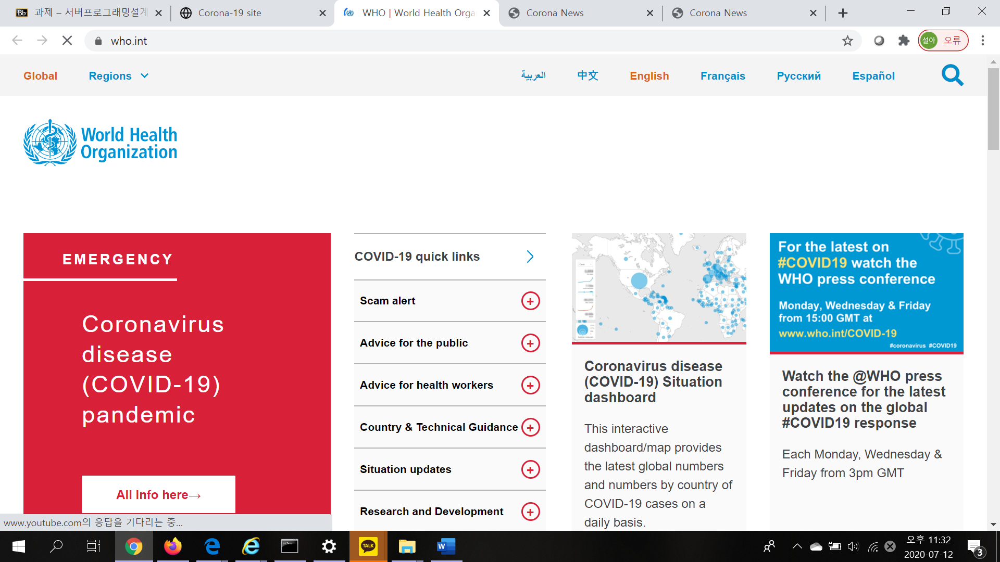 과제 – 서버프로그래밍설계
Corona-19 site
WHO | World Health Orga
Corona News
Corona News
who.int
설아 오류
Global
Regions
العربية
中文
English
Français
Русский
Español
World Health
Organization
EMERGENCY
Coronavirus
disease
(COVID-19)
pandemic
All info here→
COVID-19 quick links
Scam alert
Advice for the public
Advice for health workers
Country & Technical Guidance
Situation updates
Research and Development
Coronavirus disease
(COVID-19) Situation
dashboard
This interactive
dashboard/map provides
the latest global numbers
and numbers by country of
COVID-19 cases on a
daily basis.
For the latest on
#COVID19 watch the
WHO press conference
Monday, Wednesday & Friday
from 15:00 GMT at
www.who.int/COVID-19
#coronavirus #COVID19
Watch the @WHO press
conference for the latest
updates on the global
#COVID19 response
Each Monday, Wednesday &
Friday from 3pm GMT
www.youtube.com의 응답을 기다리는 중...
TALK
오후 11:32
2020-07-12
3